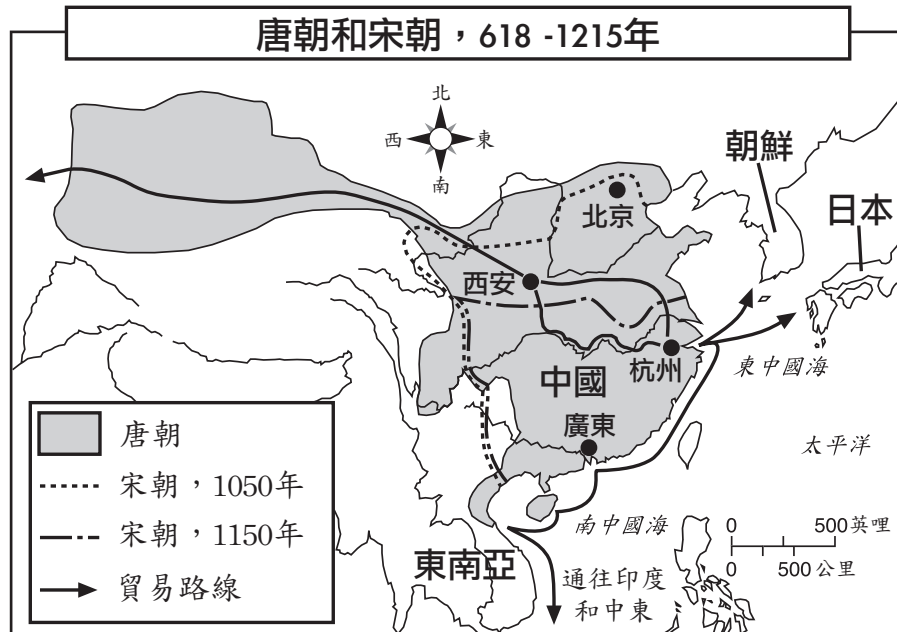 唐朝和宋朝，618 -1215年
北
西
東
南
朝鮮
日本
北京
西安
杭州
中國
廣東
東中國海
太平洋
南中國海
東南亞
通往印度
和中東
0 500英哩
0 500公里
唐朝
宋朝，1050年
宋朝，1150年
貿易路線